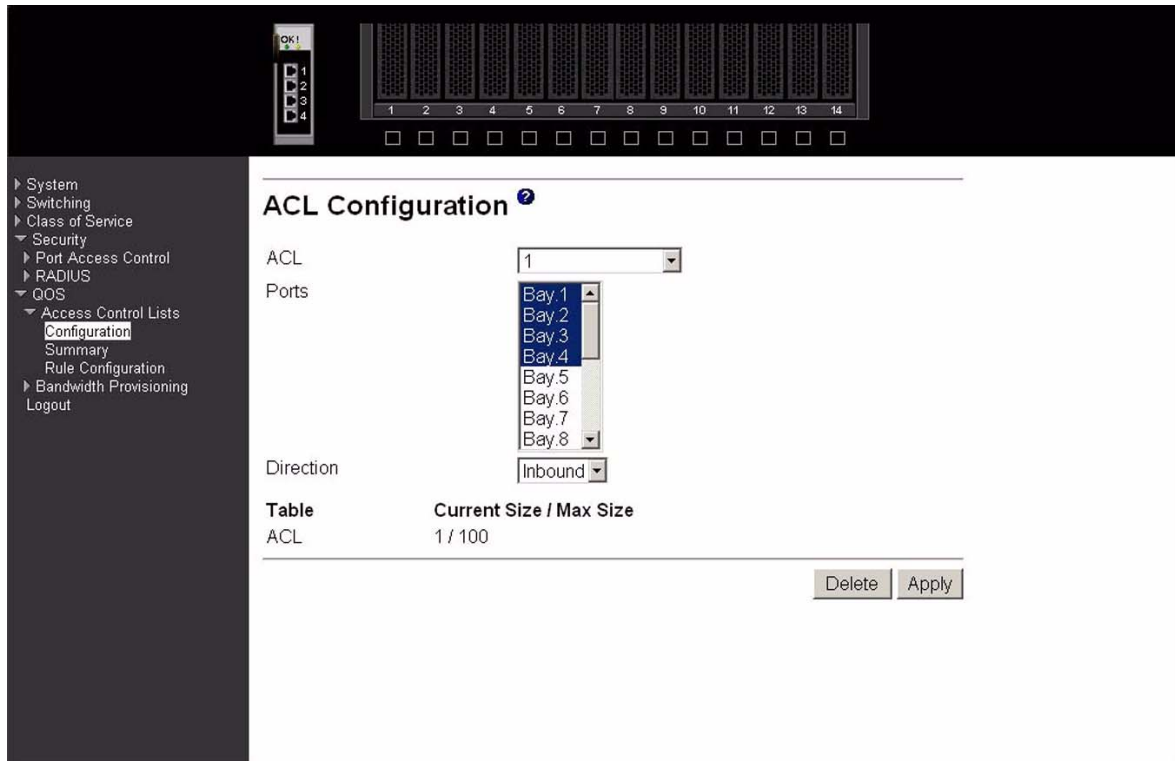 OK!
1
2
3
4
1 2 3 4 5 6 7 8 9 10 11 12 13 14
System
Switching
Class of Service
Security
Port Access Control
RADIUS
QOS
Access Control Lists
Configuration
Summary
Rule Configuration
Bandwidth Provisioning
Logout
ACL Configuration ?
ACL 1
Ports
Bay.1
Bay.2
Bay.3
Bay.4
Bay.5
Bay.6
Bay.7
Bay.8
Direction Inbound
Table Current Size / Max Size
ACL 1 / 100
Delete Apply